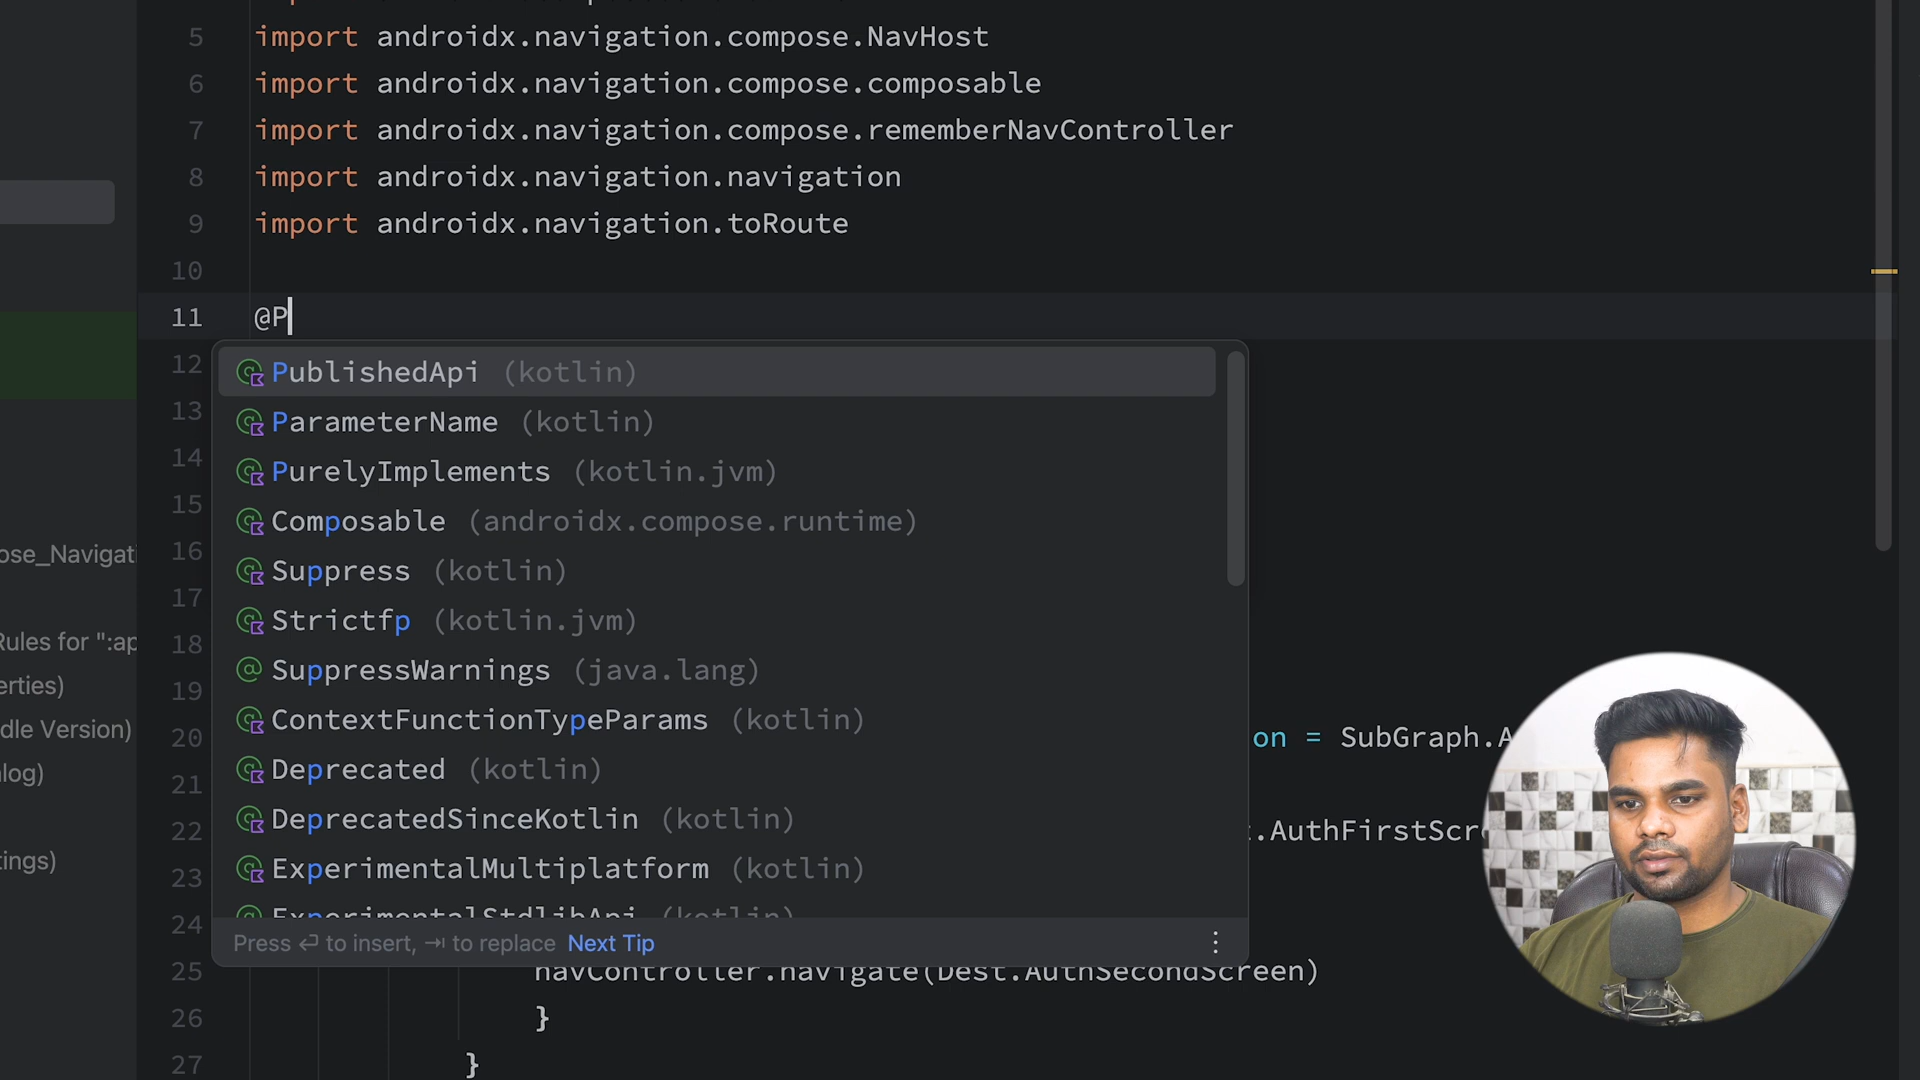 5 import androidx.navigation.compose.NavHost
6 import androidx.navigation.compose.composable
7 import androidx.navigation.compose.rememberNavController
8 import androidx.navigation.navigation
9 import androidx.navigation.toRoute
10
11 @P
12
PublishedApi (kotlin)
13
ParameterName (kotlin)
14
PurelyImplements (kotlin.jvm)
15
Composable (androidx.compose.runtime)
16
ose_Navigati
Suppress (kotlin)
17
Strictfp (kotlin.jvm)
18
Rules for ":ap
SuppressWarnings (java.lang)
19
erties)
ContextFunctionTypeParams (kotlin)
dle Version)
20 on = SubGraph.A
Deprecated (kotlin)
alog)
21
DeprecatedSinceKotlin (kotlin)
22 t.AuthFirstScr
tings)
ExperimentalMultiplatform (kotlin)
23
ExperimentalStdlibApi (kotlin)
24
Press ↩ to insert, ⇥ to replace Next Tip
25 navController.navigate(Dest.AuthSecondScreen)
26 }
27 }